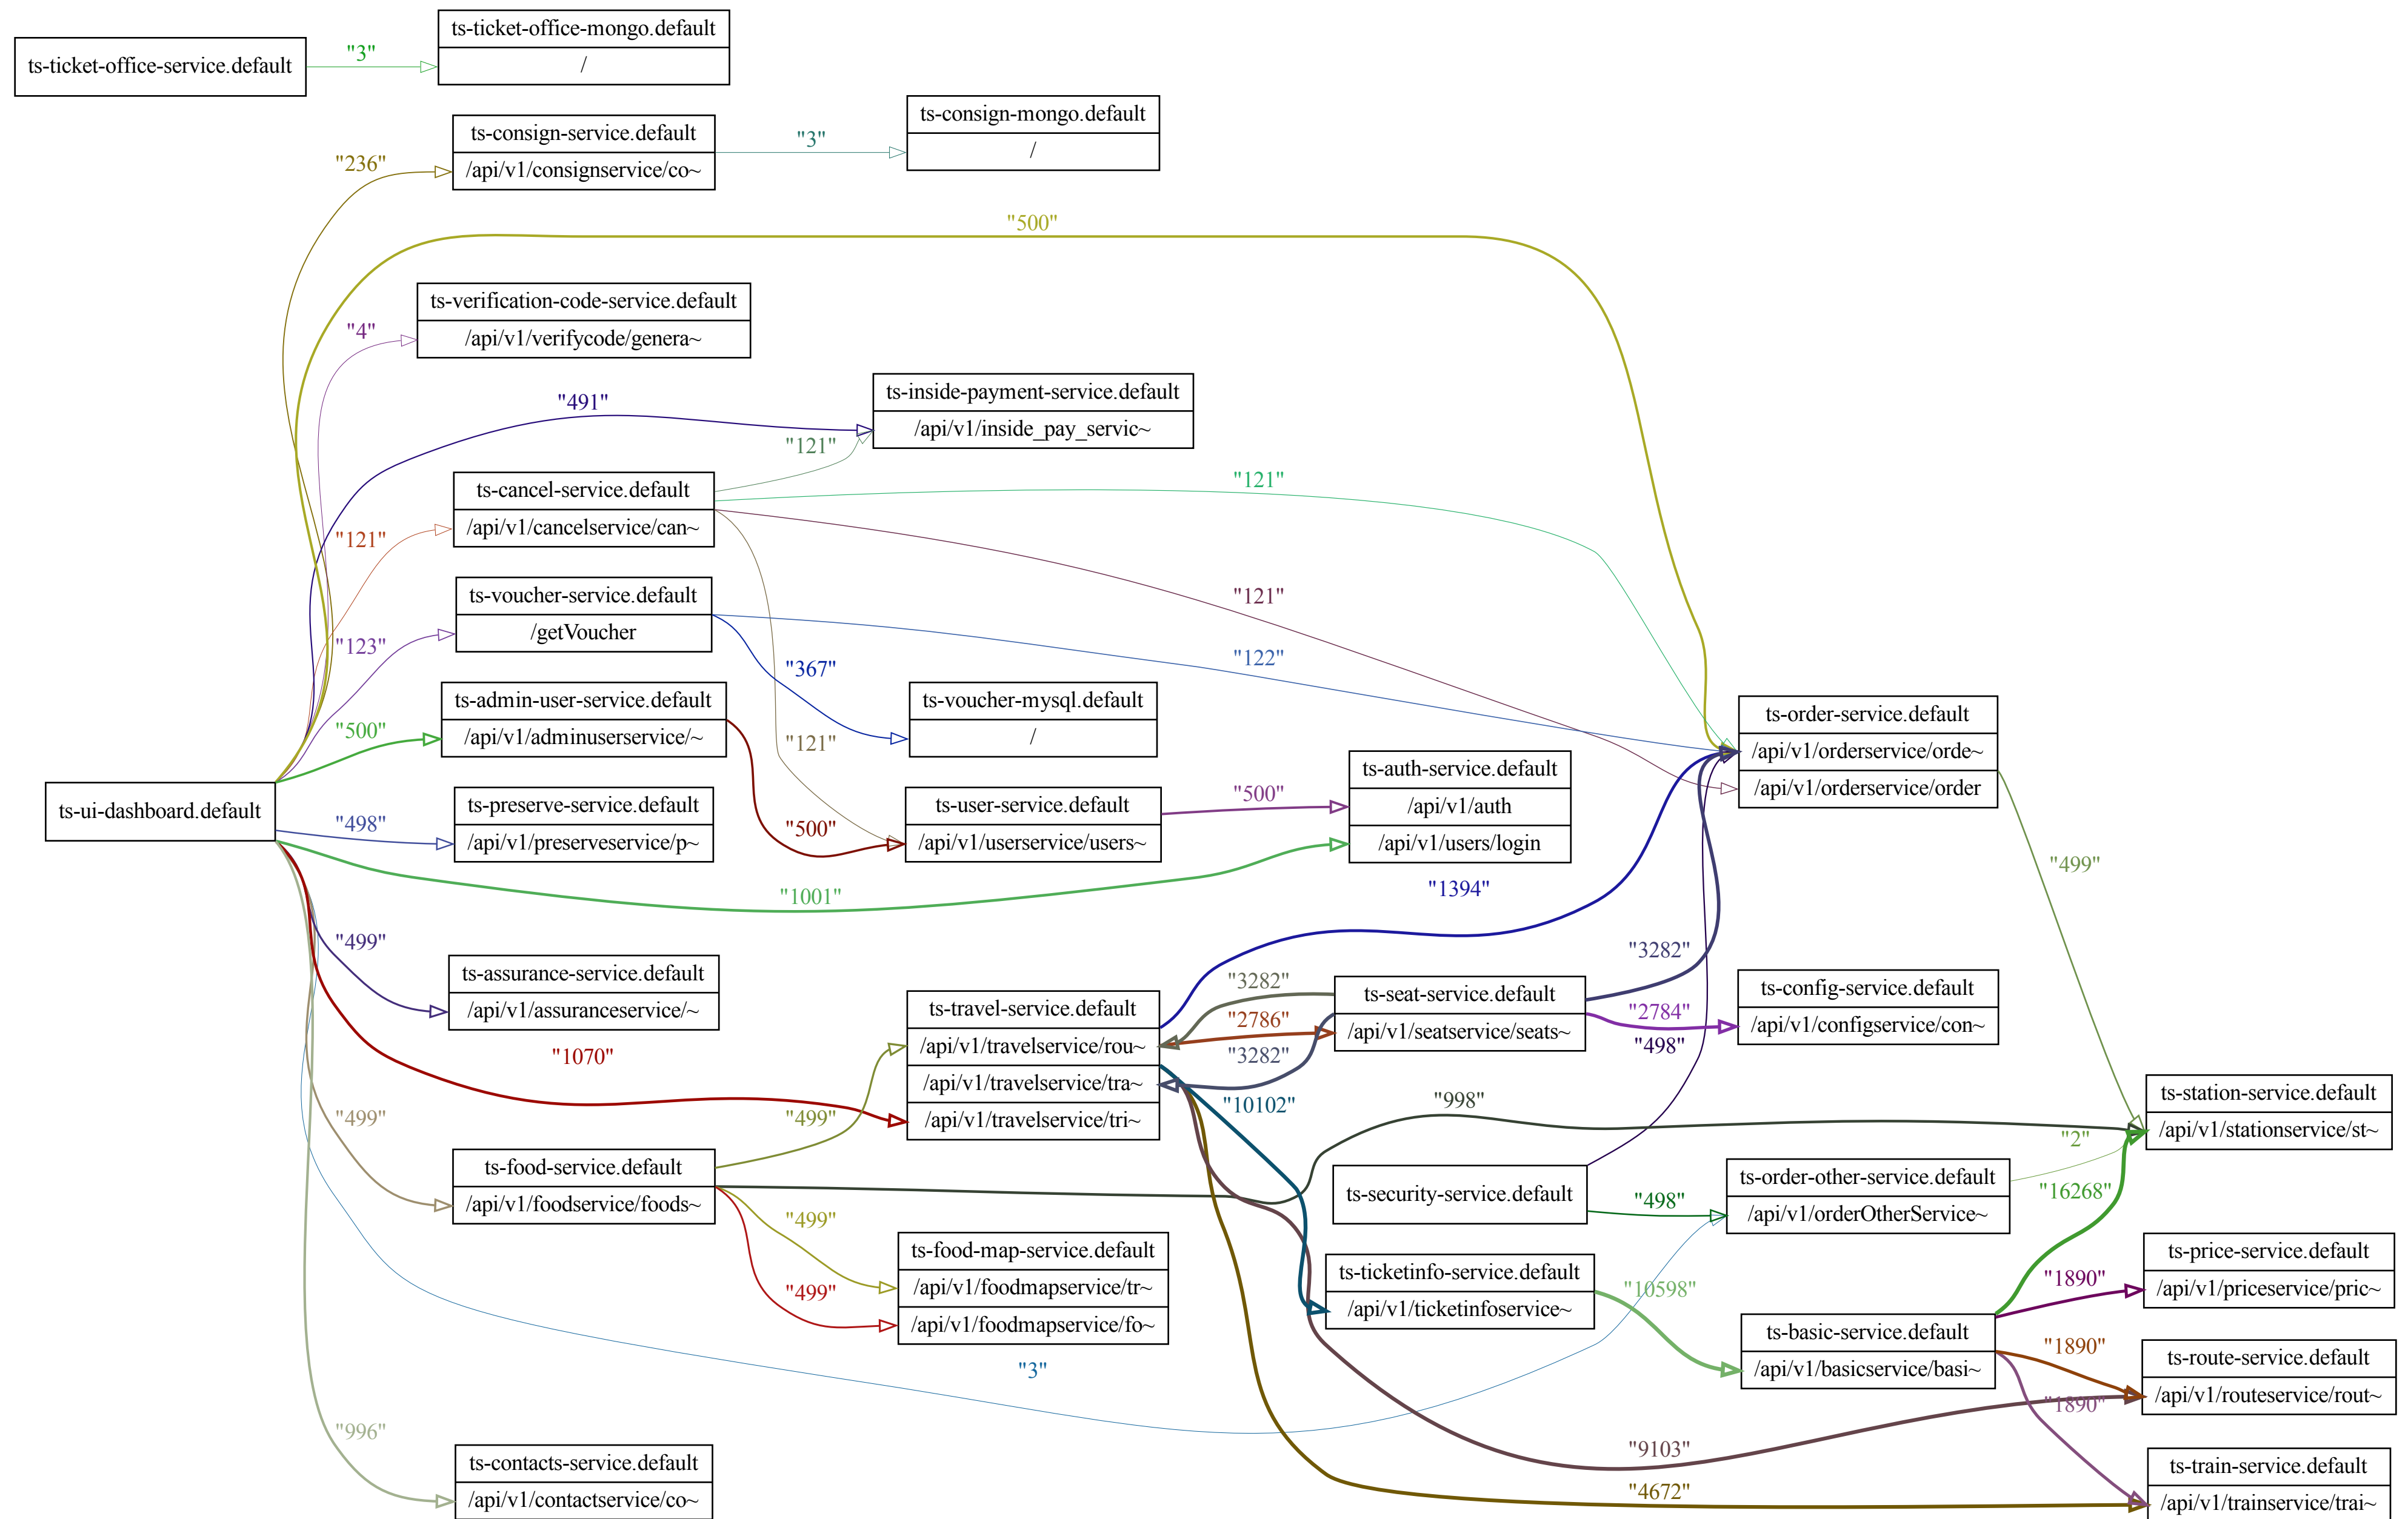 ts-ticket-office-mongo.default
/
ts-ticket-office-service.default
"3"
ts-consign-service.default
/api/v1/consignservice/co~
"236"
ts-consign-mongo.default
/
"3"
"500"
ts-verification-code-service.default
/api/v1/verifycode/genera~
"4"
ts-inside-payment-service.default
/api/v1/inside_pay_servic~
"491"
"121"
ts-cancel-service.default
/api/v1/cancelservice/can~
"121"
"121"
ts-voucher-service.default
/getVoucher
"123"
"121"
"122"
"367"
ts-voucher-mysql.default
/
ts-admin-user-service.default
/api/v1/adminuserservice/~
"500"
"121"
ts-order-service.default
/api/v1/orderservice/orde~
/api/v1/orderservice/order
ts-auth-service.default
/api/v1/auth
/api/v1/users/login
ts-ui-dashboard.default
ts-preserve-service.default
/api/v1/preserveservice/p~
"498"
ts-user-service.default
/api/v1/userservice/users~
"500"
"500"
"1001"
"1394"
"499"
"499"
ts-assurance-service.default
/api/v1/assuranceservice/~
"3282"
ts-travel-service.default
/api/v1/travelservice/rou~
/api/v1/travelservice/tra~
/api/v1/travelservice/tri~
"3282"
"2786"
"3282"
ts-seat-service.default
/api/v1/seatservice/seats~
"2784"
"498"
ts-config-service.default
/api/v1/configservice/con~
"1070"
"10102"
"998"
"499"
"499"
ts-station-service.default
/api/v1/stationservice/st~
"2"
ts-food-service.default
/api/v1/foodservice/foods~
ts-security-service.default
"498"
ts-order-other-service.default
/api/v1/orderOtherService~
"16268"
"499"
"499"
ts-food-map-service.default
/api/v1/foodmapservice/tr~
/api/v1/foodmapservice/fo~
ts-ticketinfo-service.default
/api/v1/ticketinfoservice~
"10598"
ts-price-service.default
/api/v1/priceservice/pric~
"1890"
ts-basic-service.default
/api/v1/basicservice/basi~
"1890"
ts-route-service.default
/api/v1/routeservice/rout~
"1890"
"3"
"996"
ts-contacts-service.default
/api/v1/contactservice/co~
"9103"
"4672"
ts-train-service.default
/api/v1/trainservice/trai~